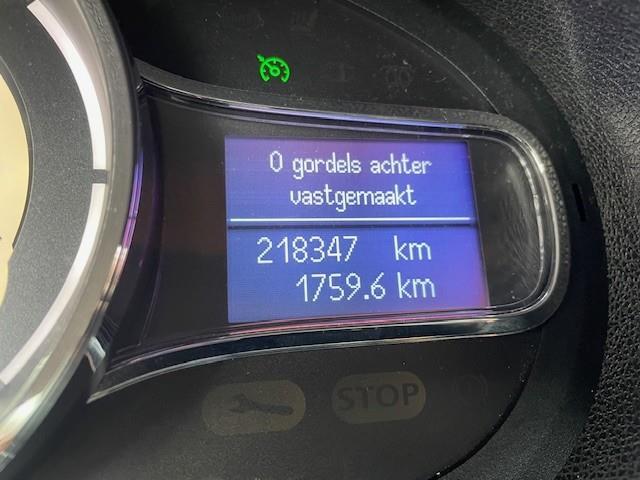 0 gordels achter
vastgemaakt
218347 km
1759.6 km
STOP